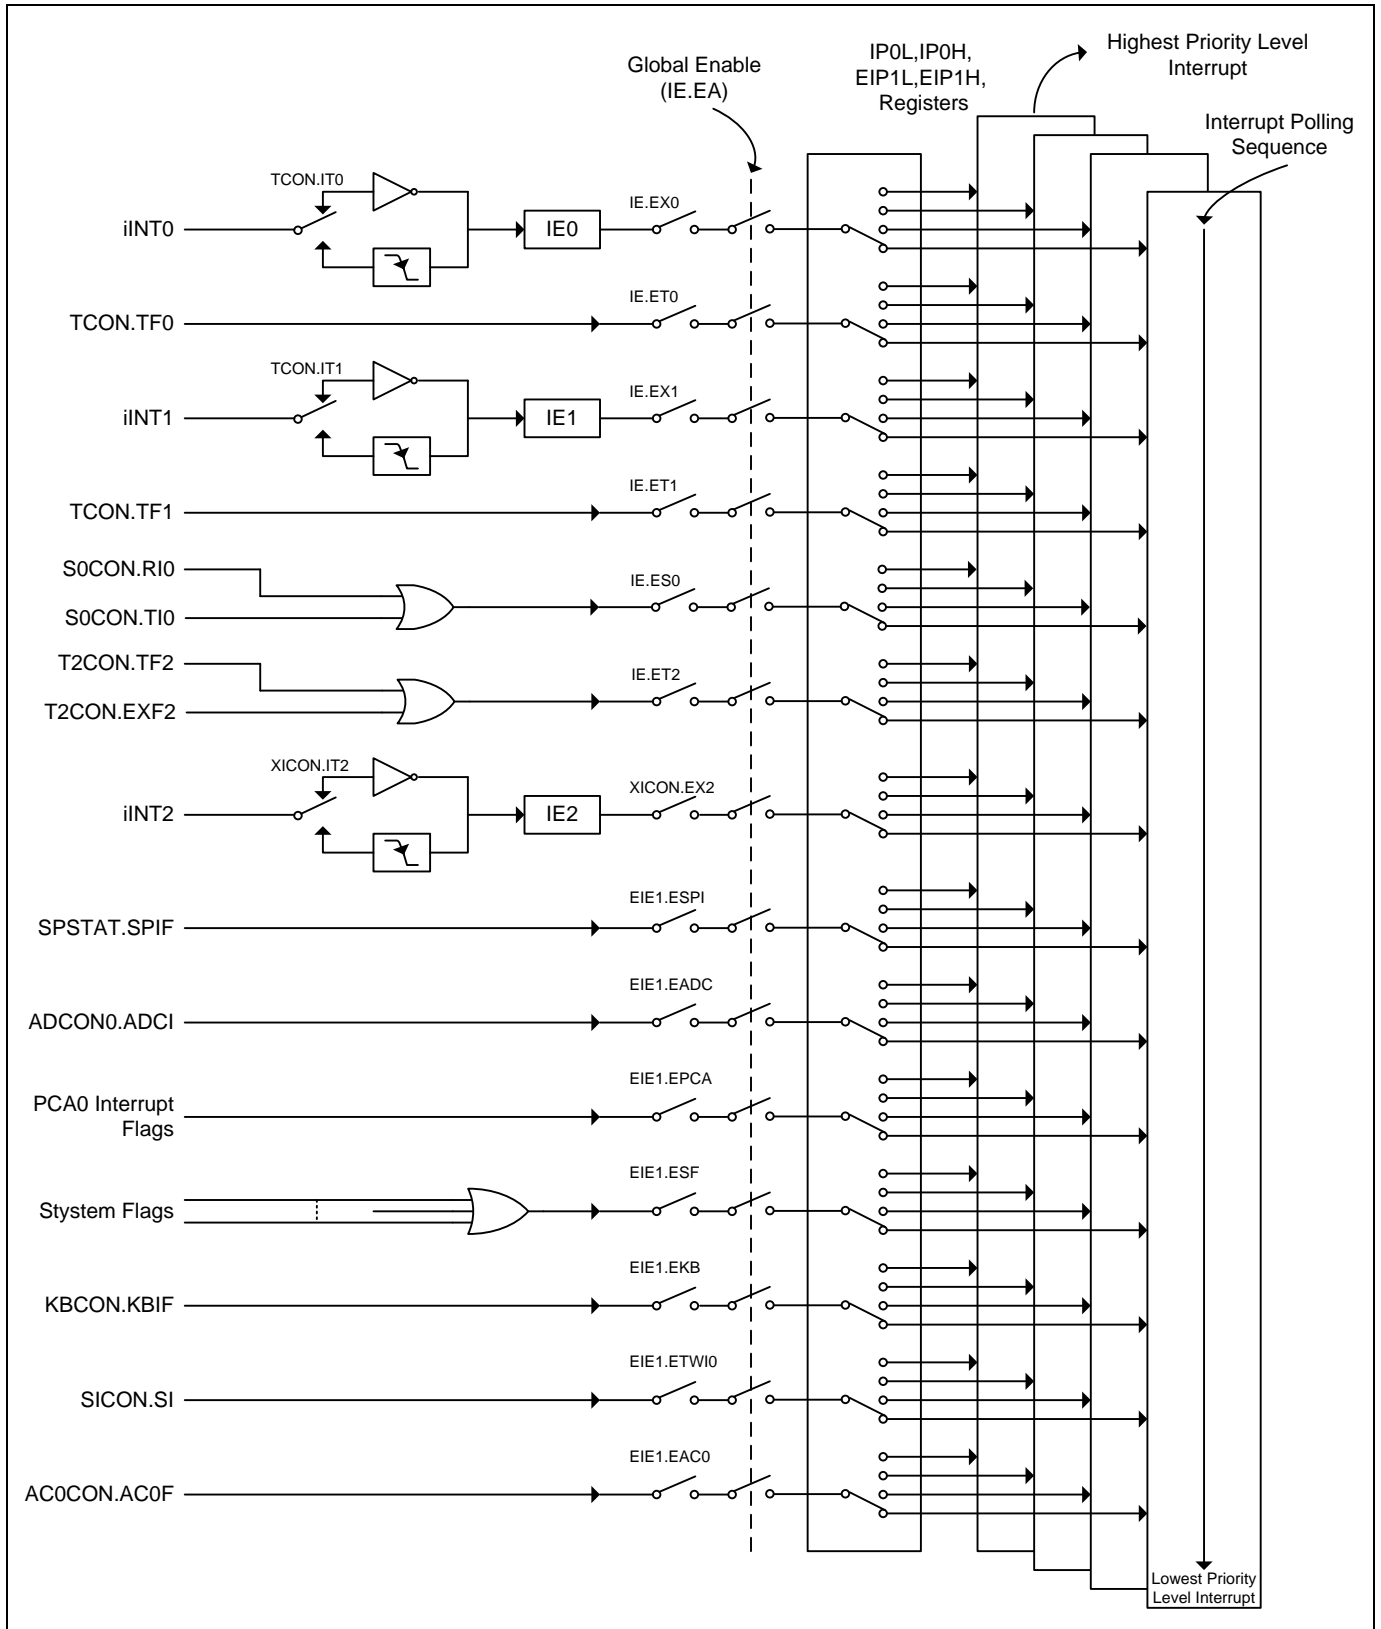 Highest Priority Level
Interrupt
IP0L,IP0H,
EIP1L,EIP1H,
Registers
Global Enable
(IE.EA)
Interrupt Polling
Sequence
TCON.IT0
iINT0
IE0
IE.EX0
TCON.TF0
IE.ET0
TCON.IT1
iINT1
IE1
IE.EX1
TCON.TF1
IE.ET1
S0CON.RI0
S0CON.TI0
IE.ES0
T2CON.TF2
T2CON.EXF2
IE.ET2
XICON.IT2
iINT2
IE2
XICON.EX2
SPSTAT.SPIF
EIE1.ESPI
ADCON0.ADCI
EIE1.EADC
PCA0 Interrupt
Flags
EIE1.EPCA
Stystem Flags
EIE1.ESF
KBCON.KBIF
EIE1.EKB
SICON.SI
EIE1.ETWI0
AC0CON.AC0F
EIE1.EAC0
Lowest Priority
Level Interrupt